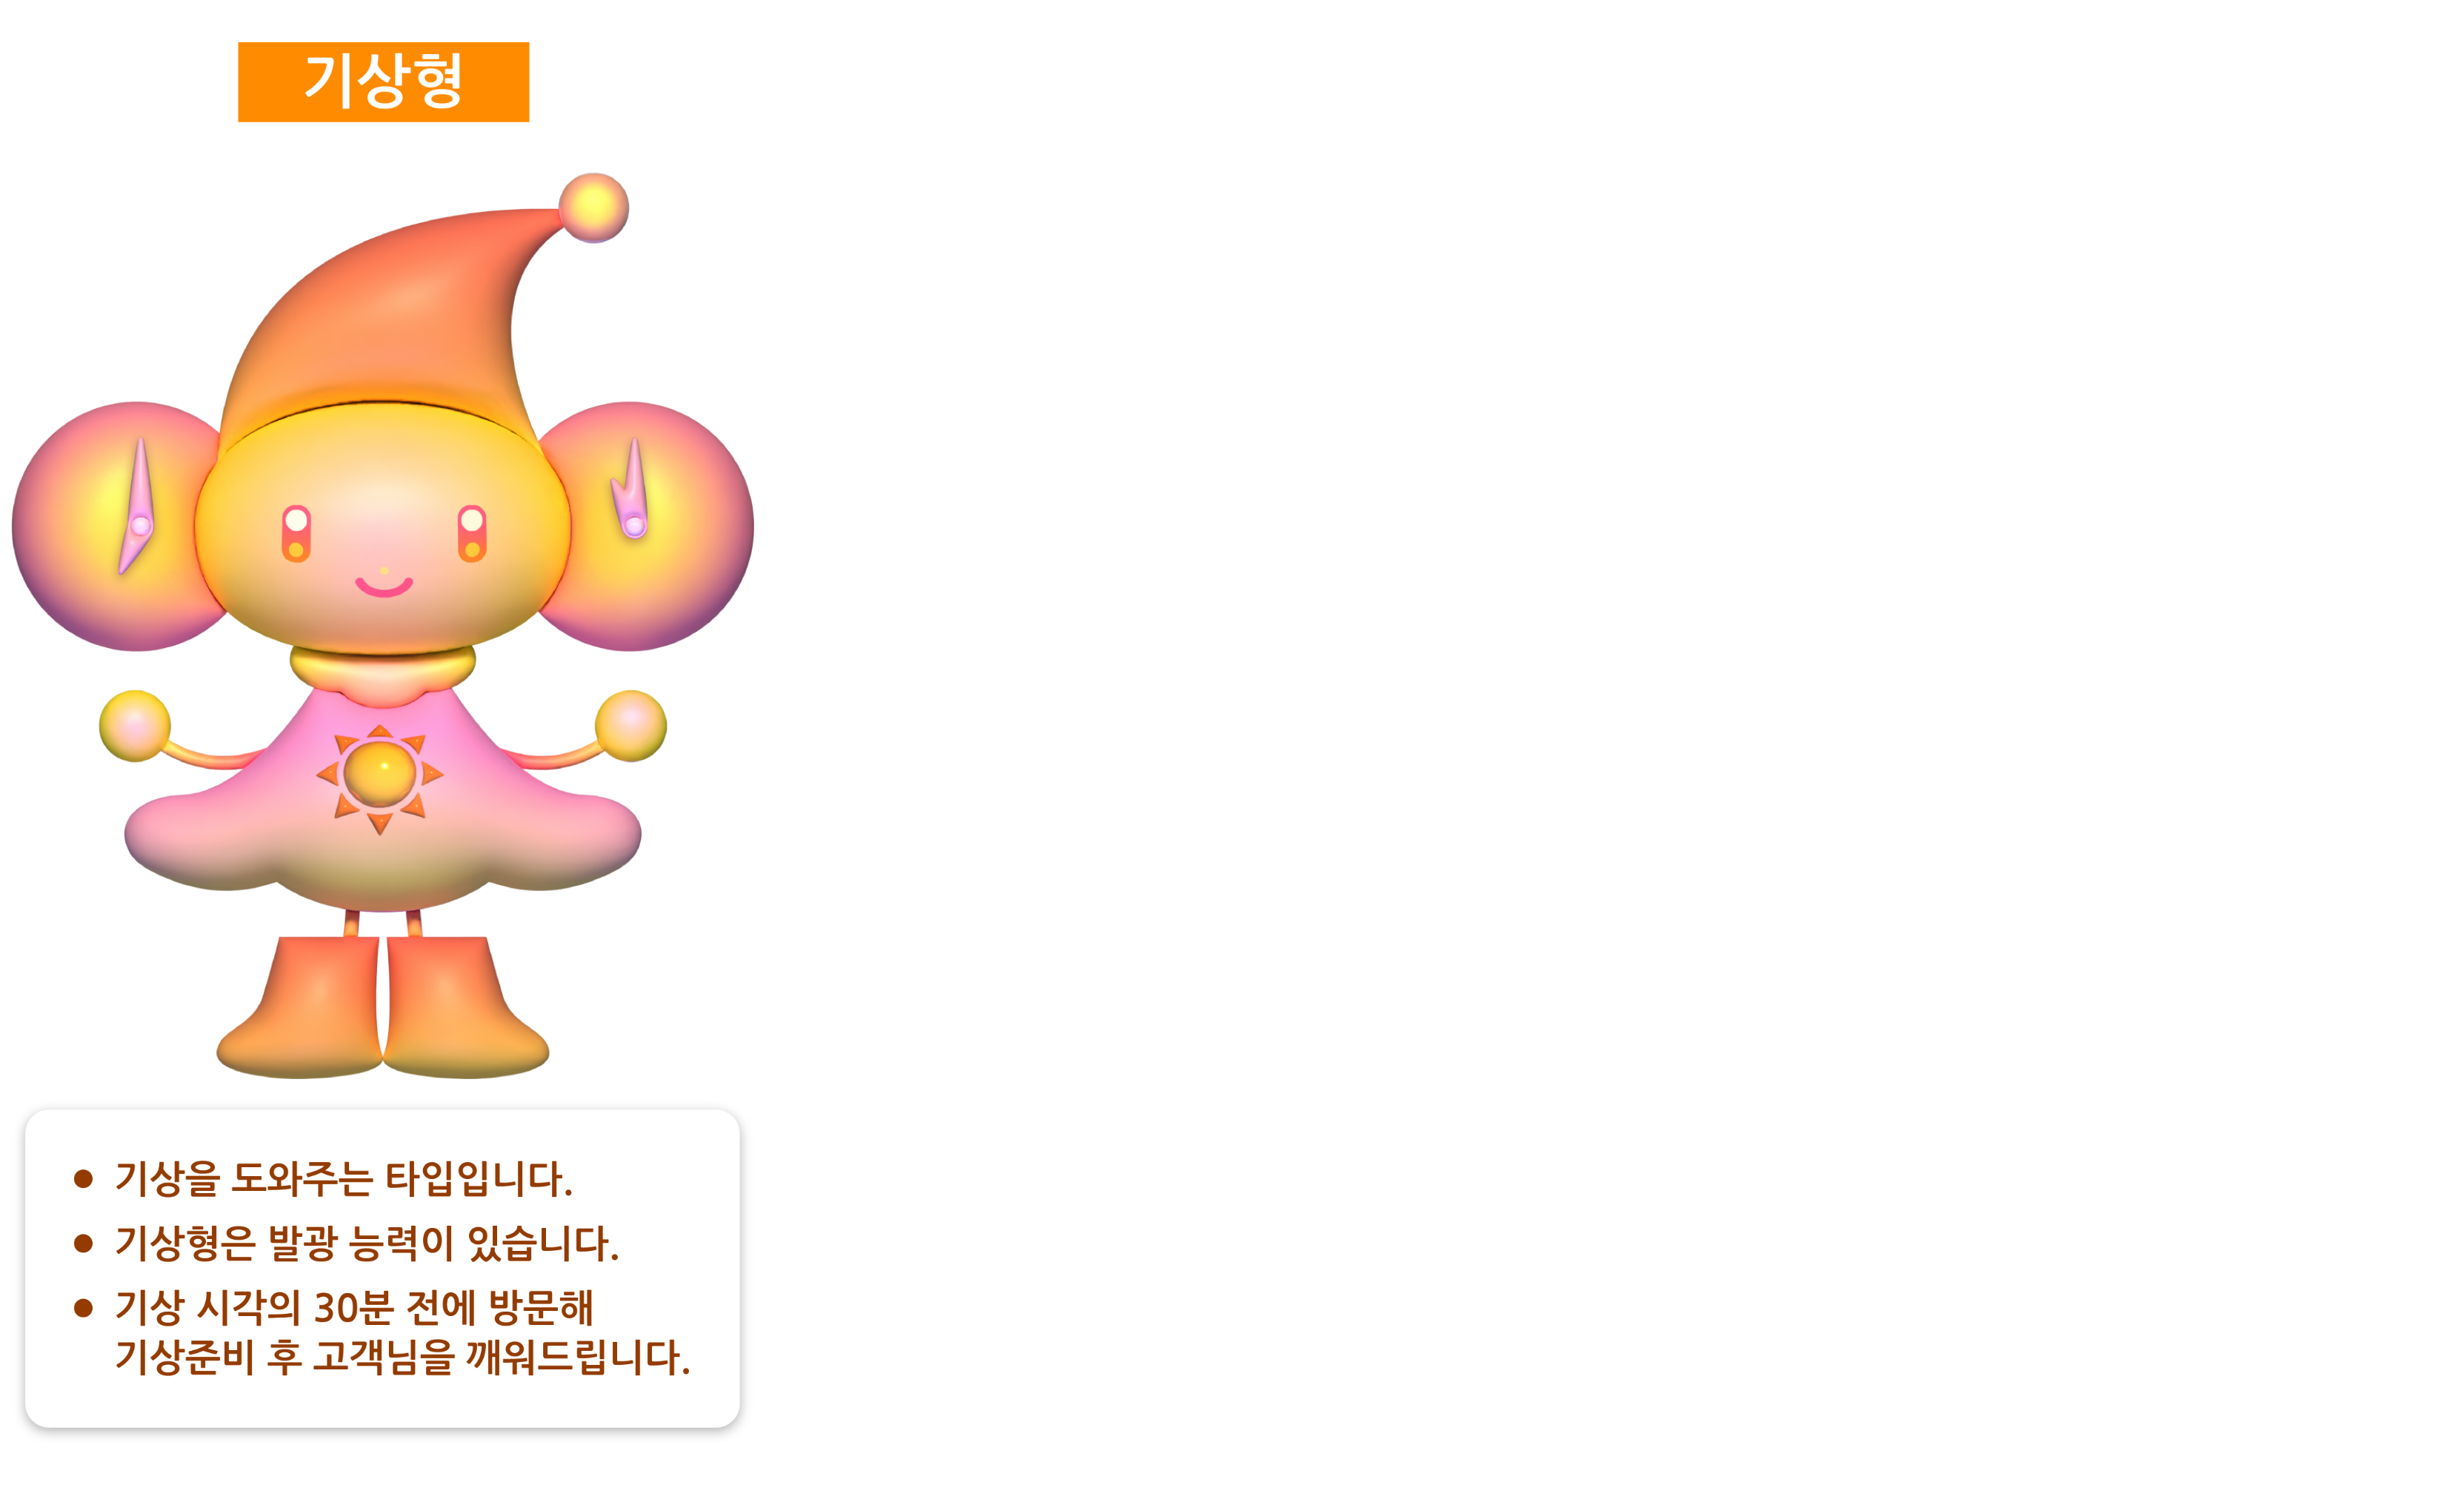 기상형
● 기상을 도와주는 타입입니다.
● 기상형은 발광 능력이 있습니다.
● 기상 시각의 30분 전에 방문해
기상준비 후 고객님을 깨워드립니다.